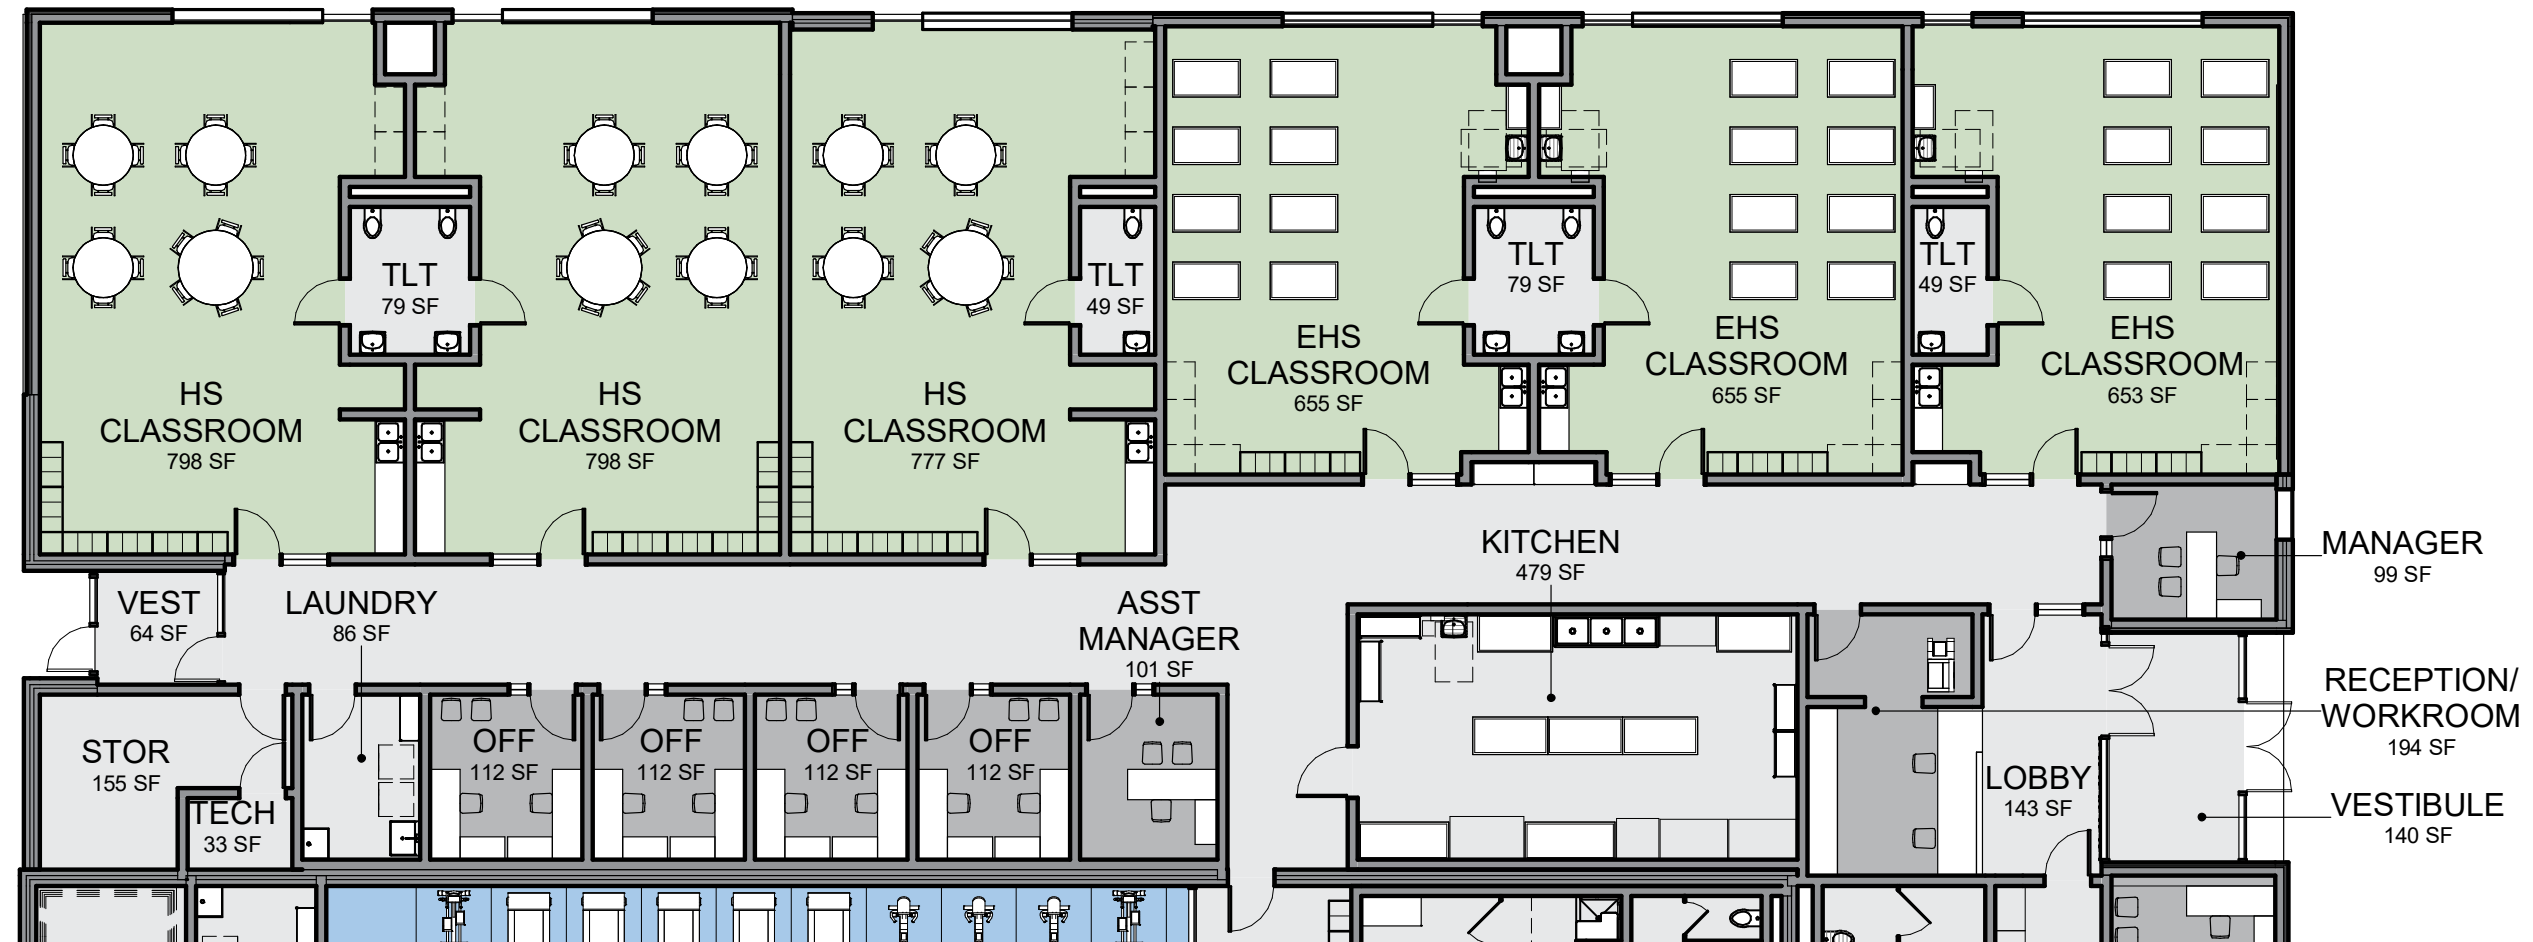 TLT
79 SF
TLT
49 SF
TLT
79 SF
TLT
49 SF
HS
CLASSROOM
798 SF
HS
CLASSROOM
798 SF
HS
CLASSROOM
777 SF
EHS
CLASSROOM
655 SF
EHS
CLASSROOM
655 SF
EHS
CLASSROOM
653 SF
VEST
64 SF
LAUNDRY
86 SF
ASST
MANAGER
101 SF
KITCHEN
479 SF
MANAGER
99 SF
STOR
155 SF
TECH
33 SF
OFF
112 SF
OFF
112 SF
OFF
112 SF
OFF
112 SF
RECEPTION/
WORKROOM
194 SF
LOBBY
143 SF
VESTIBULE
140 SF